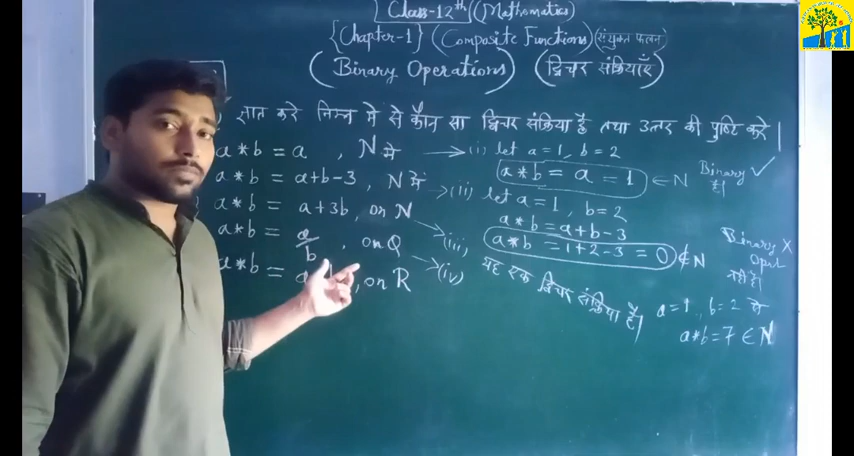 Class-12th (Mathematics)
{Chapter-1} (Composite Functions) (संयुक्त फलन)
(Binary Operations) (द्विचर संक्रियाएँ)
ज्ञात करे निम्न में से कौन सा द्विचर संक्रिया है तथा उत्तर की पुष्टि करे।
a * b = a , N में
a * b = a+b-3 , N में
a * b = a+3b, on N
a * b = a/b , on Q
a * b = , on R
→ (i) let a=1, b=2
a * b = a = 1 ∈ N
Binary ✓
है।
→ (ii) let a=1, b=2
a * b = a+b-3
a * b = 1+2-3 = 0 ∉ N
Binary X
Opet
नहीं है।
→ (iii) यह एक द्विचर संक्रिया है।
a=1, b=2 से
a*b=7 ∈ N
→ (iv)